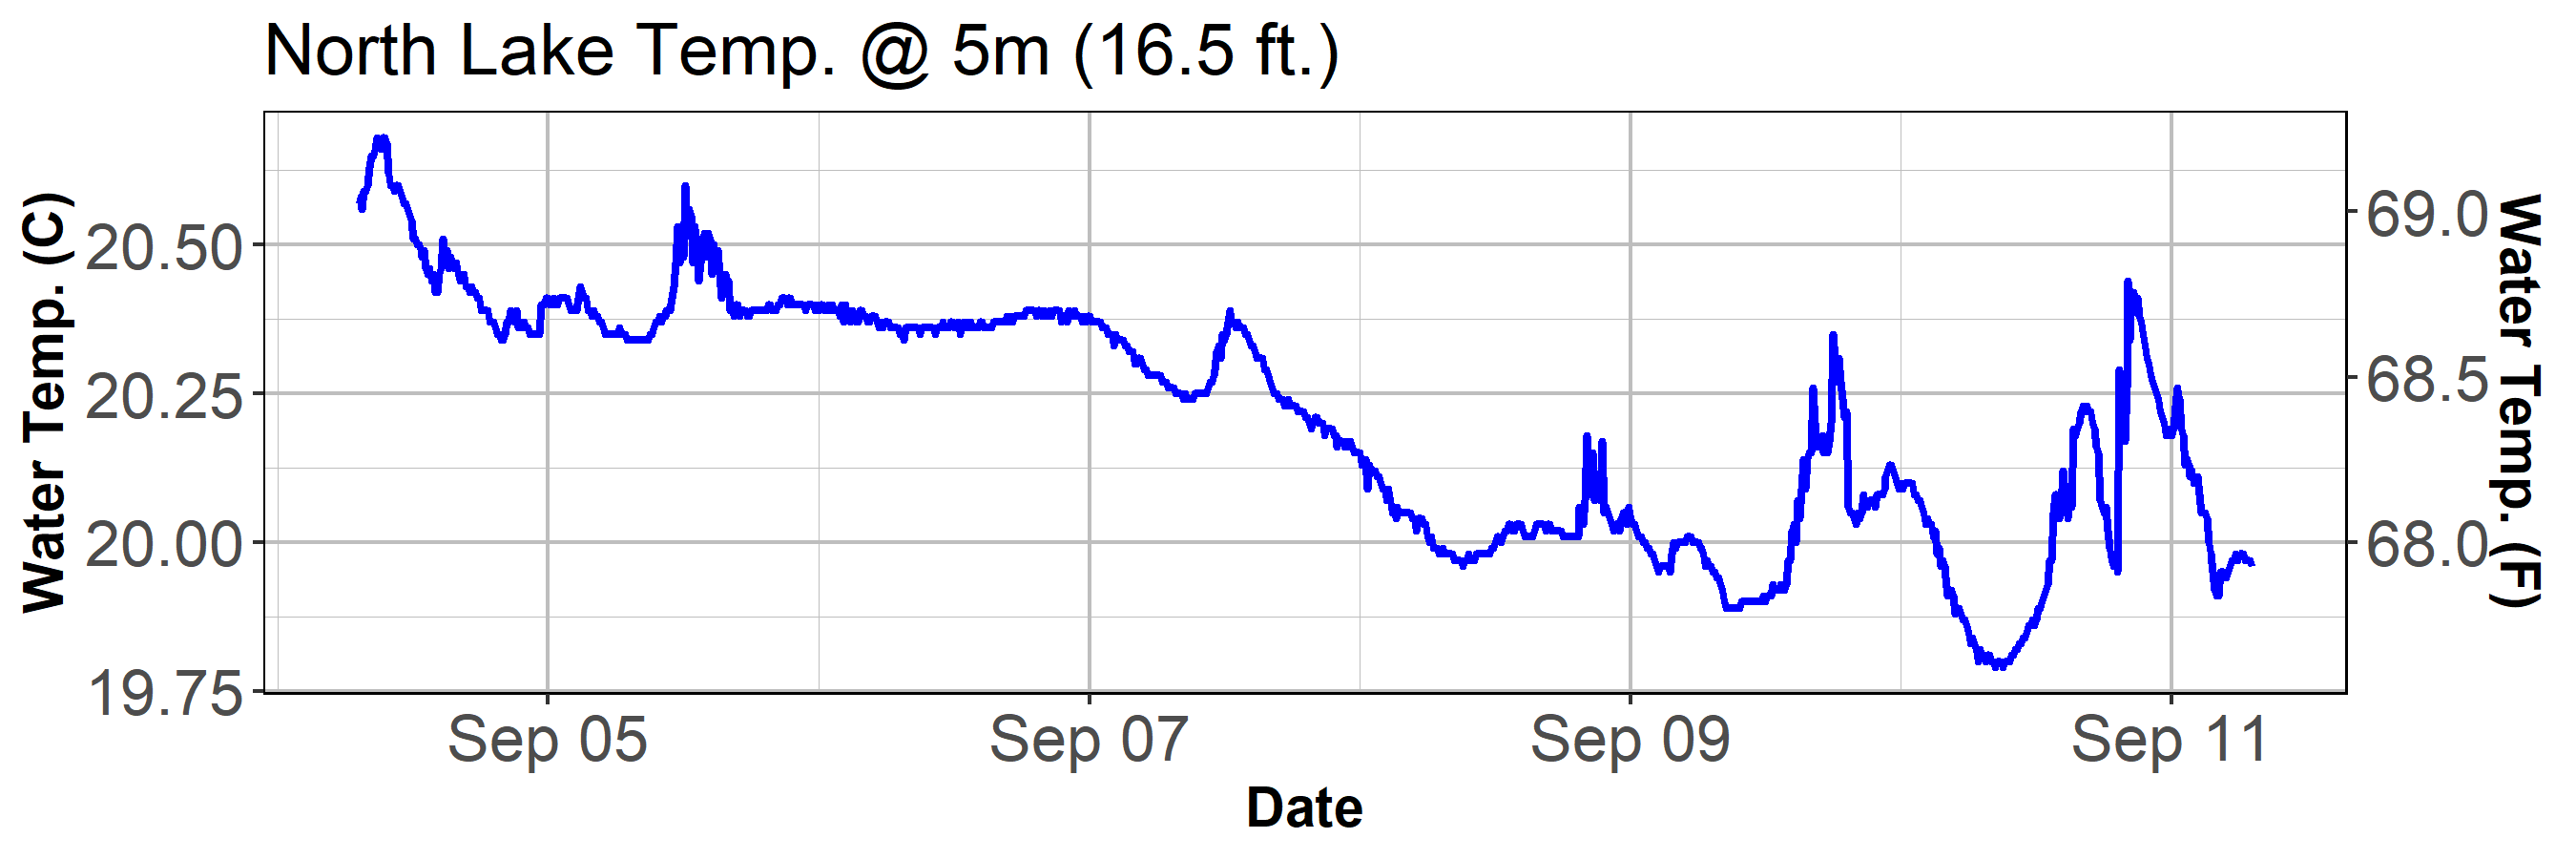 North Lake Temp. @ 5m (16.5 ft.)
Water Temp. (C)
20.50
20.25
20.00
19.75
69.0
68.5
68.0
Water Temp. (F)
Sep 05
Sep 07
Sep 09
Sep 11
Date